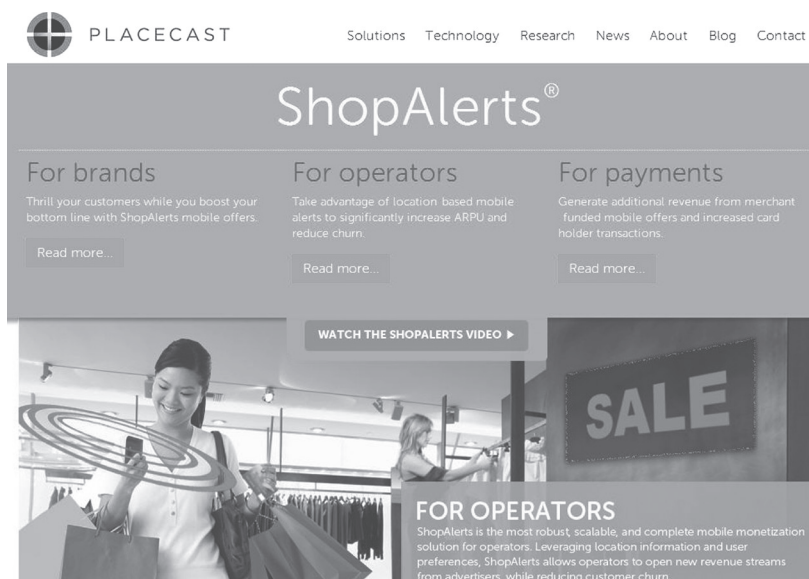 PLACECAST
Solutions Technology Research News About Blog Contact
ShopAlerts®
For brands
Thrill your customers while you boost your
bottom line with ShopAlerts mobile offers.
Read more...
For operators
Take advantage of location based mobile
alerts to significantly increase ARPU and
reduce churn.
Read more...
For payments
Generate additional revenue from merchant
funded mobile offers and increased card
holder transactions.
Read more...
WATCH THE SHOPALERTS VIDEO
SALE
FOR OPERATORS
ShopAlerts is the most robust, scalable, and complete mobile monetization
solution for operators. Leveraging location information and user
preferences, ShopAlerts allows operators to open new revenue streams
from advertisers, while reducing customer churn.